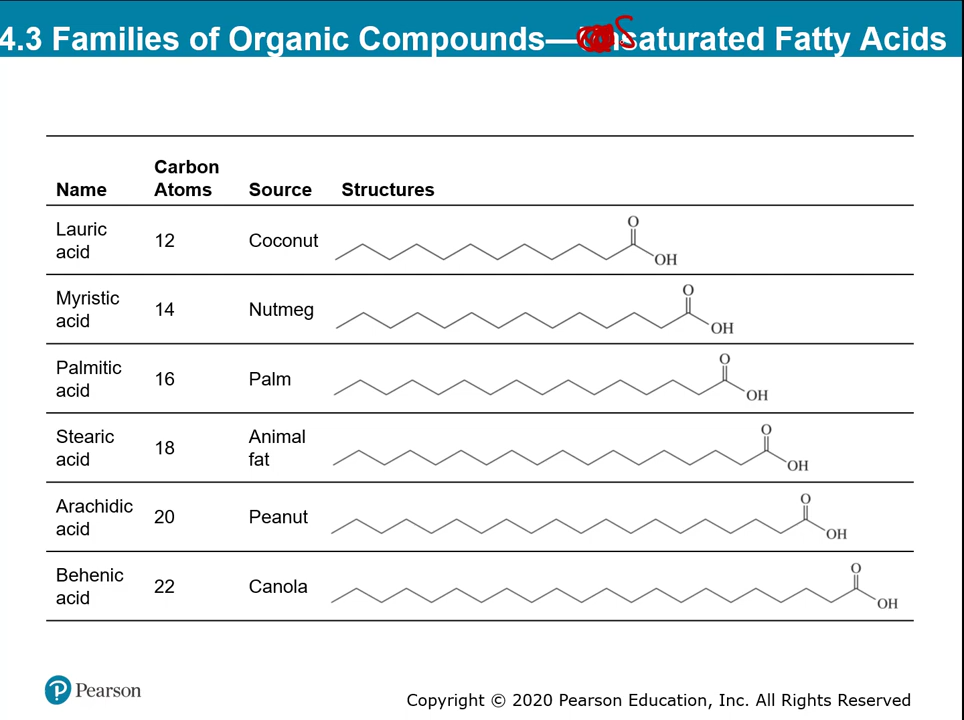 4.3 Families of Organic Compounds—Saturated Fatty Acids
Name Carbon Atoms Source Structures
Lauric acid 12 Coconut O OH
Myristic acid 14 Nutmeg O OH
Palmitic acid 16 Palm O OH
Stearic acid 18 Animal fat O OH
Arachidic acid 20 Peanut O OH
Behenic acid 22 Canola O OH
P Pearson
Copyright © 2020 Pearson Education, Inc. All Rights Reserved